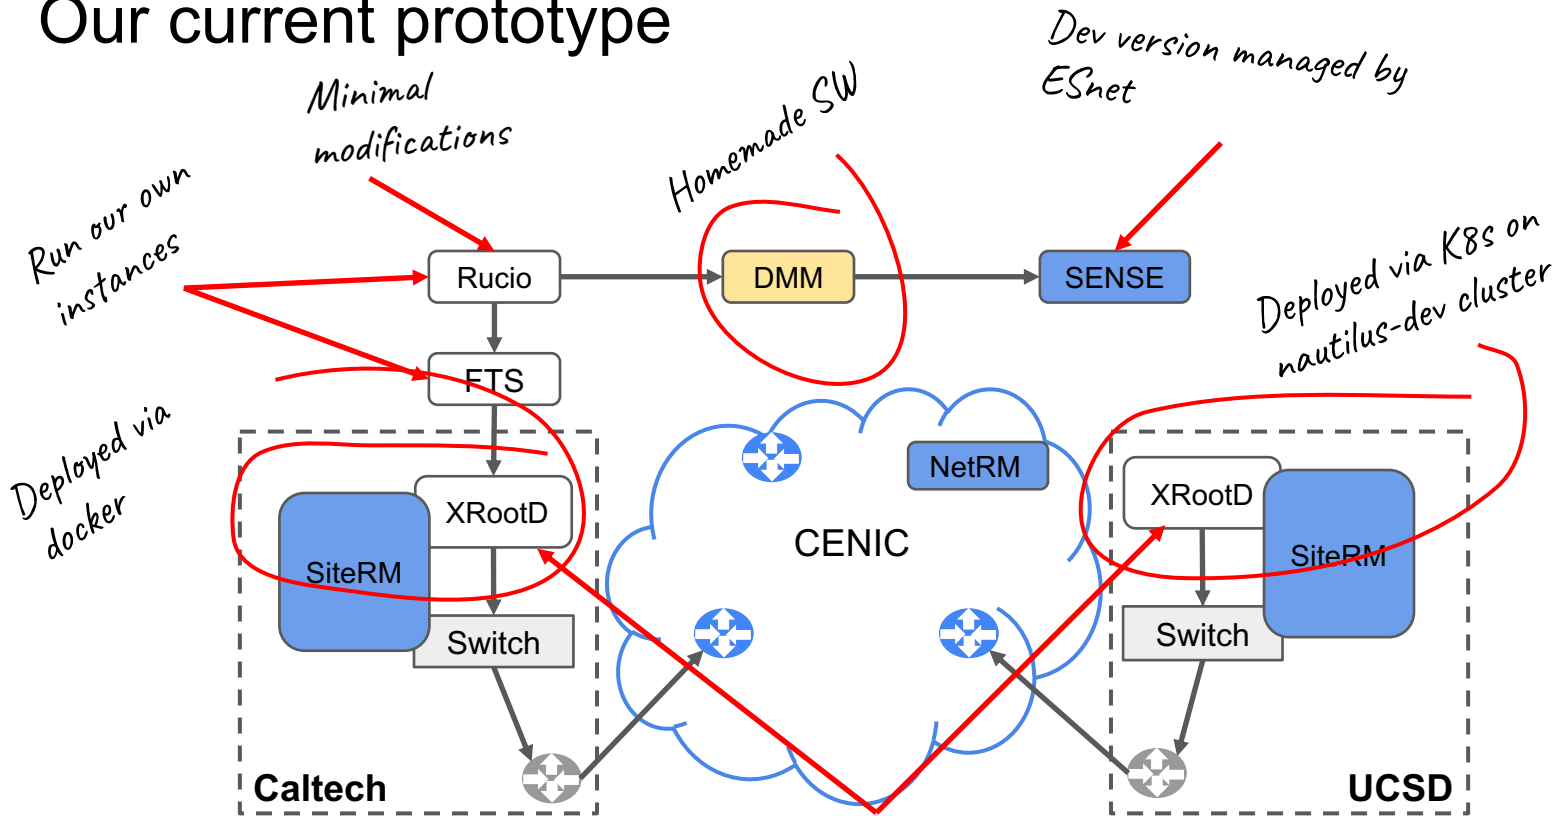 Our current prototype
Dev version managed by
ESnet
Minimal
modifications
Homemade SW
Run our own
instances
Rucio
DMM
SENSE
Deployed via K8s on
nautilus-dev cluster
FTS
Deployed via
docker
NetRM
XRootD
XRootD
CENIC
SiteRM
SiteRM
Switch
Switch
Caltech
UCSD